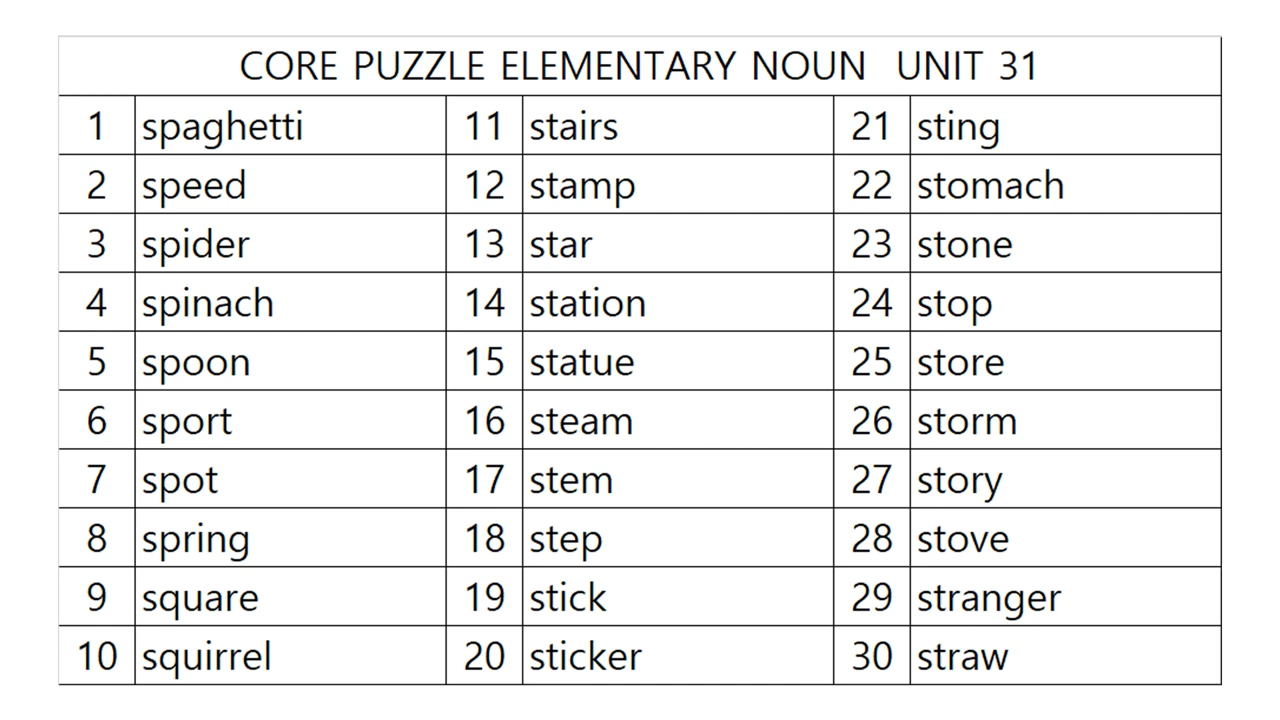 CORE PUZZLE ELEMENTARY NOUN  UNIT 31
1 spaghetti 11 stairs 21 sting
2 speed 12 stamp 22 stomach
3 spider 13 star 23 stone
4 spinach 14 station 24 stop
5 spoon 15 statue 25 store
6 sport 16 steam 26 storm
7 spot 17 stem 27 story
8 spring 18 step 28 stove
9 square 19 stick 29 stranger
10 squirrel 20 sticker 30 straw